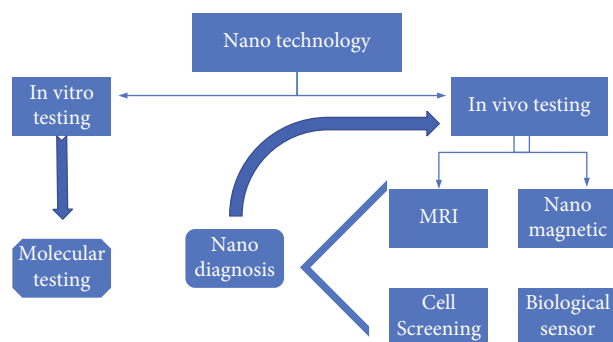 Nano technology
In vitro
testing
In vivo testing
MRI
Nano
magnetic
Nano
diagnosis
Molecular
testing
Cell
Screening
Biological
sensor